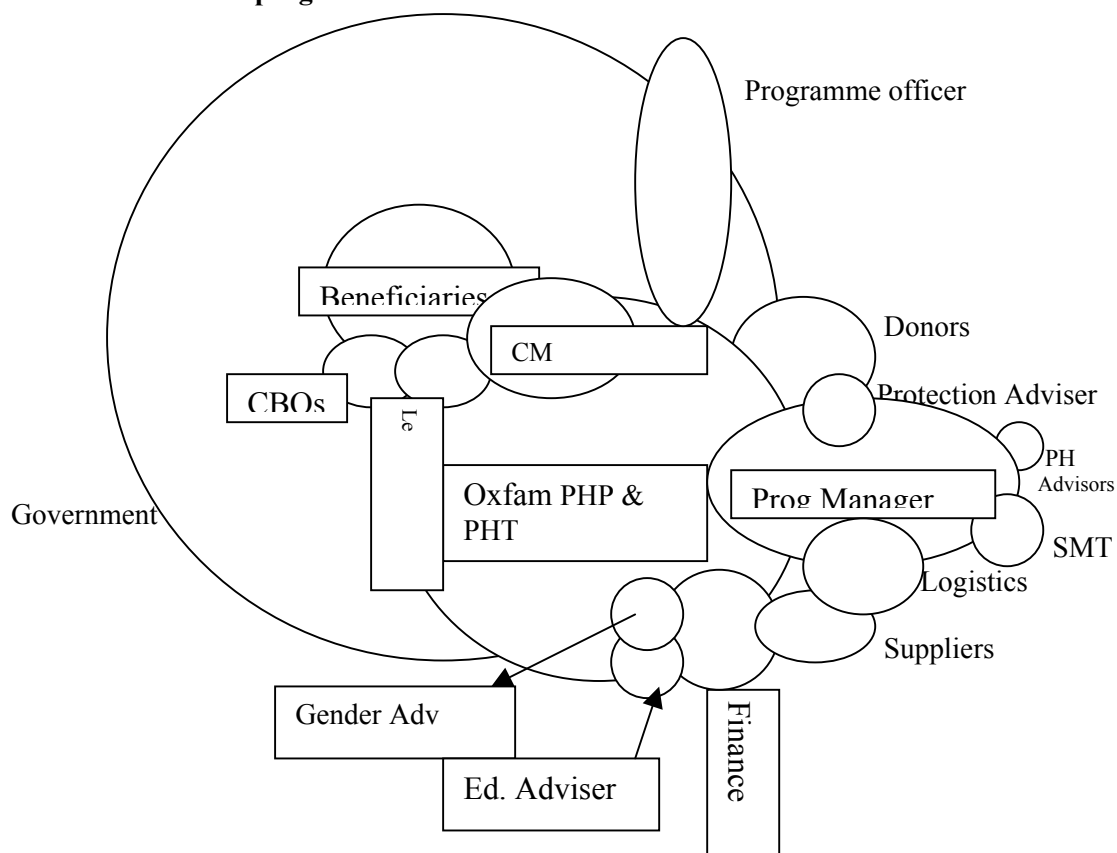 Programme officer
Beneficiaries
Donors
CM
Protection Adviser
CBOs
Le
PH
Advisors
Oxfam PHP &
PHT
Prog Manager
Government
SMT
Logistics
Suppliers
Gender Adv
Finance
Ed. Adviser